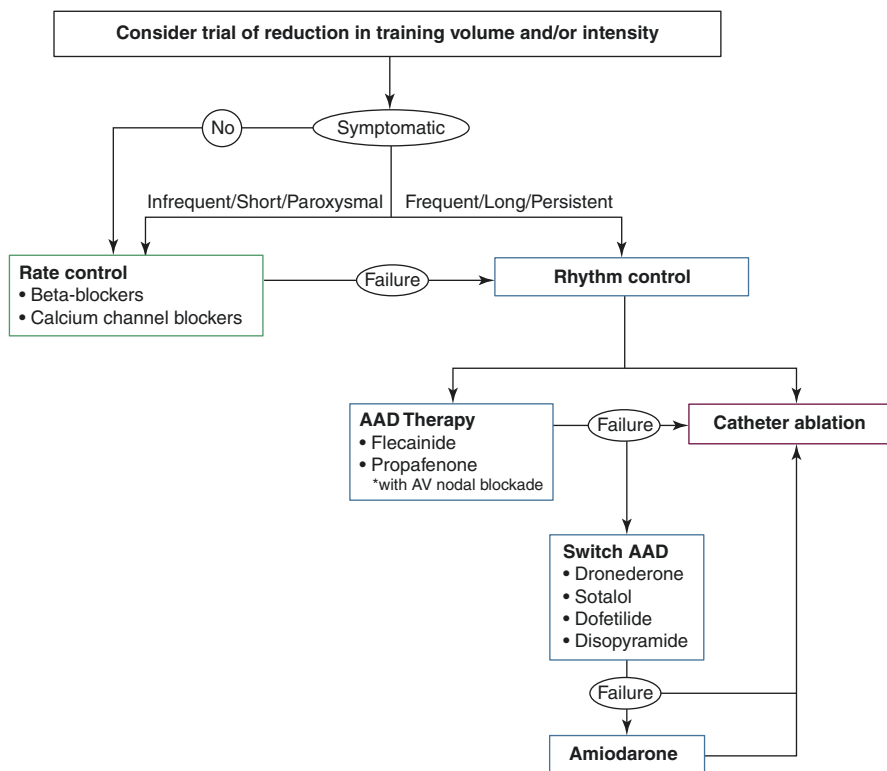 Consider trial of reduction in training volume and/or intensity
No
Symptomatic
Infrequent/Short/Paroxysmal
Frequent/Long/Persistent
Rate control
• Beta-blockers
• Calcium channel blockers
Failure
Rhythm control
AAD Therapy
• Flecainide
• Propafenone
*with AV nodal blockade
Failure
Catheter ablation
Switch AAD
• Dronederone
• Sotalol
• Dofetilide
• Disopyramide
Failure
Amiodarone